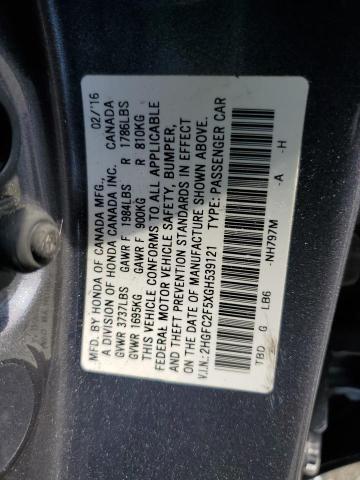 MFD. BY HONDA OF CANADA MFG. 02/'16
A DIVISION OF HONDA CANADA INC. CANADA
GVWR 3737LBS GAWR F 1984LBS R 1786LBS
GVWR 1695KG GAWR F 900KG R 810KG
THIS VEHICLE CONFORMS TO ALL APPLICABLE
FEDERAL MOTOR VEHICLE SAFETY, BUMPER,
AND THEFT PREVENTION STANDARDS IN EFFECT
ON THE DATE OF MANUFACTURE SHOWN ABOVE.
V.I.N.: 2HGFC2F5XGH539121 TYPE: PASSENGER CAR
TBD G LB6 -NH797M -A -H